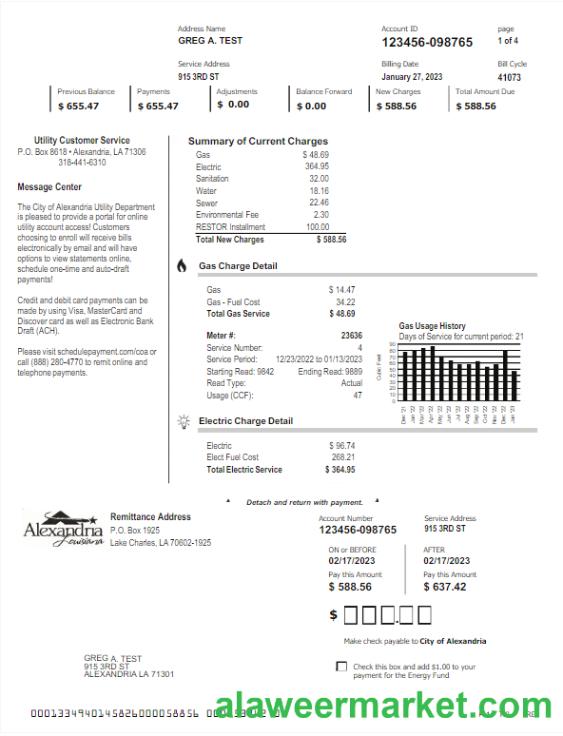 Address Name
GREG A. TEST
Account ID
123456-098765
page
1 of 4
Service Address
915 3RD ST
Billing Date
January 27, 2023
Bill Cycle
41073
Previous Balance
$ 655.47
Payments
$ 655.47
Adjustments
$ 0.00
Balance Forward
$ 0.00
New Charges
$ 588.56
Total Amount Due
$ 588.56
Utility Customer Service
P.O. Box 8618 • Alexandria, LA 71306
318-441-6310
Message Center
The City of Alexandria Utility Department
is pleased to provide a portal for online
utility account access! Customers
choosing to enroll will receive bills
electronically by email and will have
options to view statements online,
schedule one-time and auto-draft
payments!
Credit and debit card payments can be
made by using Visa, MasterCard and
Discover card as well as Electronic Bank
Draft (ACH).
Please visit schedulepayment.com/coa or
call (888) 280-4770 to remit online and
telephone payments.
Summary of Current Charges
Gas $ 48.69
Electric 364.95
Sanitation 32.00
Water 18.16
Sewer 22.46
Environmental Fee 2.30
RESTOR Installment 100.00
Total New Charges $ 588.56
Gas Charge Detail
Gas $ 14.47
Gas - Fuel Cost 34.22
Total Gas Service $ 48.69
Meter #: 23636
Service Number: 4
Service Period: 12/23/2022 to 01/13/2023
Starting Read: 9842 Ending Read: 9889
Read Type: Actual
Usage (CCF): 47
Gas Usage History
Days of Service for current period: 21
Cubic Feet
90
80
70
60
50
40
30
20
10
0
Dec '21
Jan '22
Mar '22
Apr '22
May '22
Jun '22
Jul '22
Aug '22
Sep '22
Oct '22
Nov '22
Dec '22
Jan '23
Electric Charge Detail
Electric $ 96.74
Elect Fuel Cost 268.21
Total Electric Service $ 364.95
Detach and return with payment.
Alexandria
Louisiana
Remittance Address
P.O. Box 1925
Lake Charles, LA 70602-1925
Account Number
123456-098765
Service Address
915 3RD ST
ON or BEFORE
02/17/2023
Pay this Amount
$ 588.56
AFTER
02/17/2023
Pay this Amount
$ 637.42
$
Make check payable to City of Alexandria
GREG A. TEST
915 3RD ST
ALEXANDRIA LA 71301
Check this box and add $1.00 to your
payment for the Energy Fund
alaweermarket.com